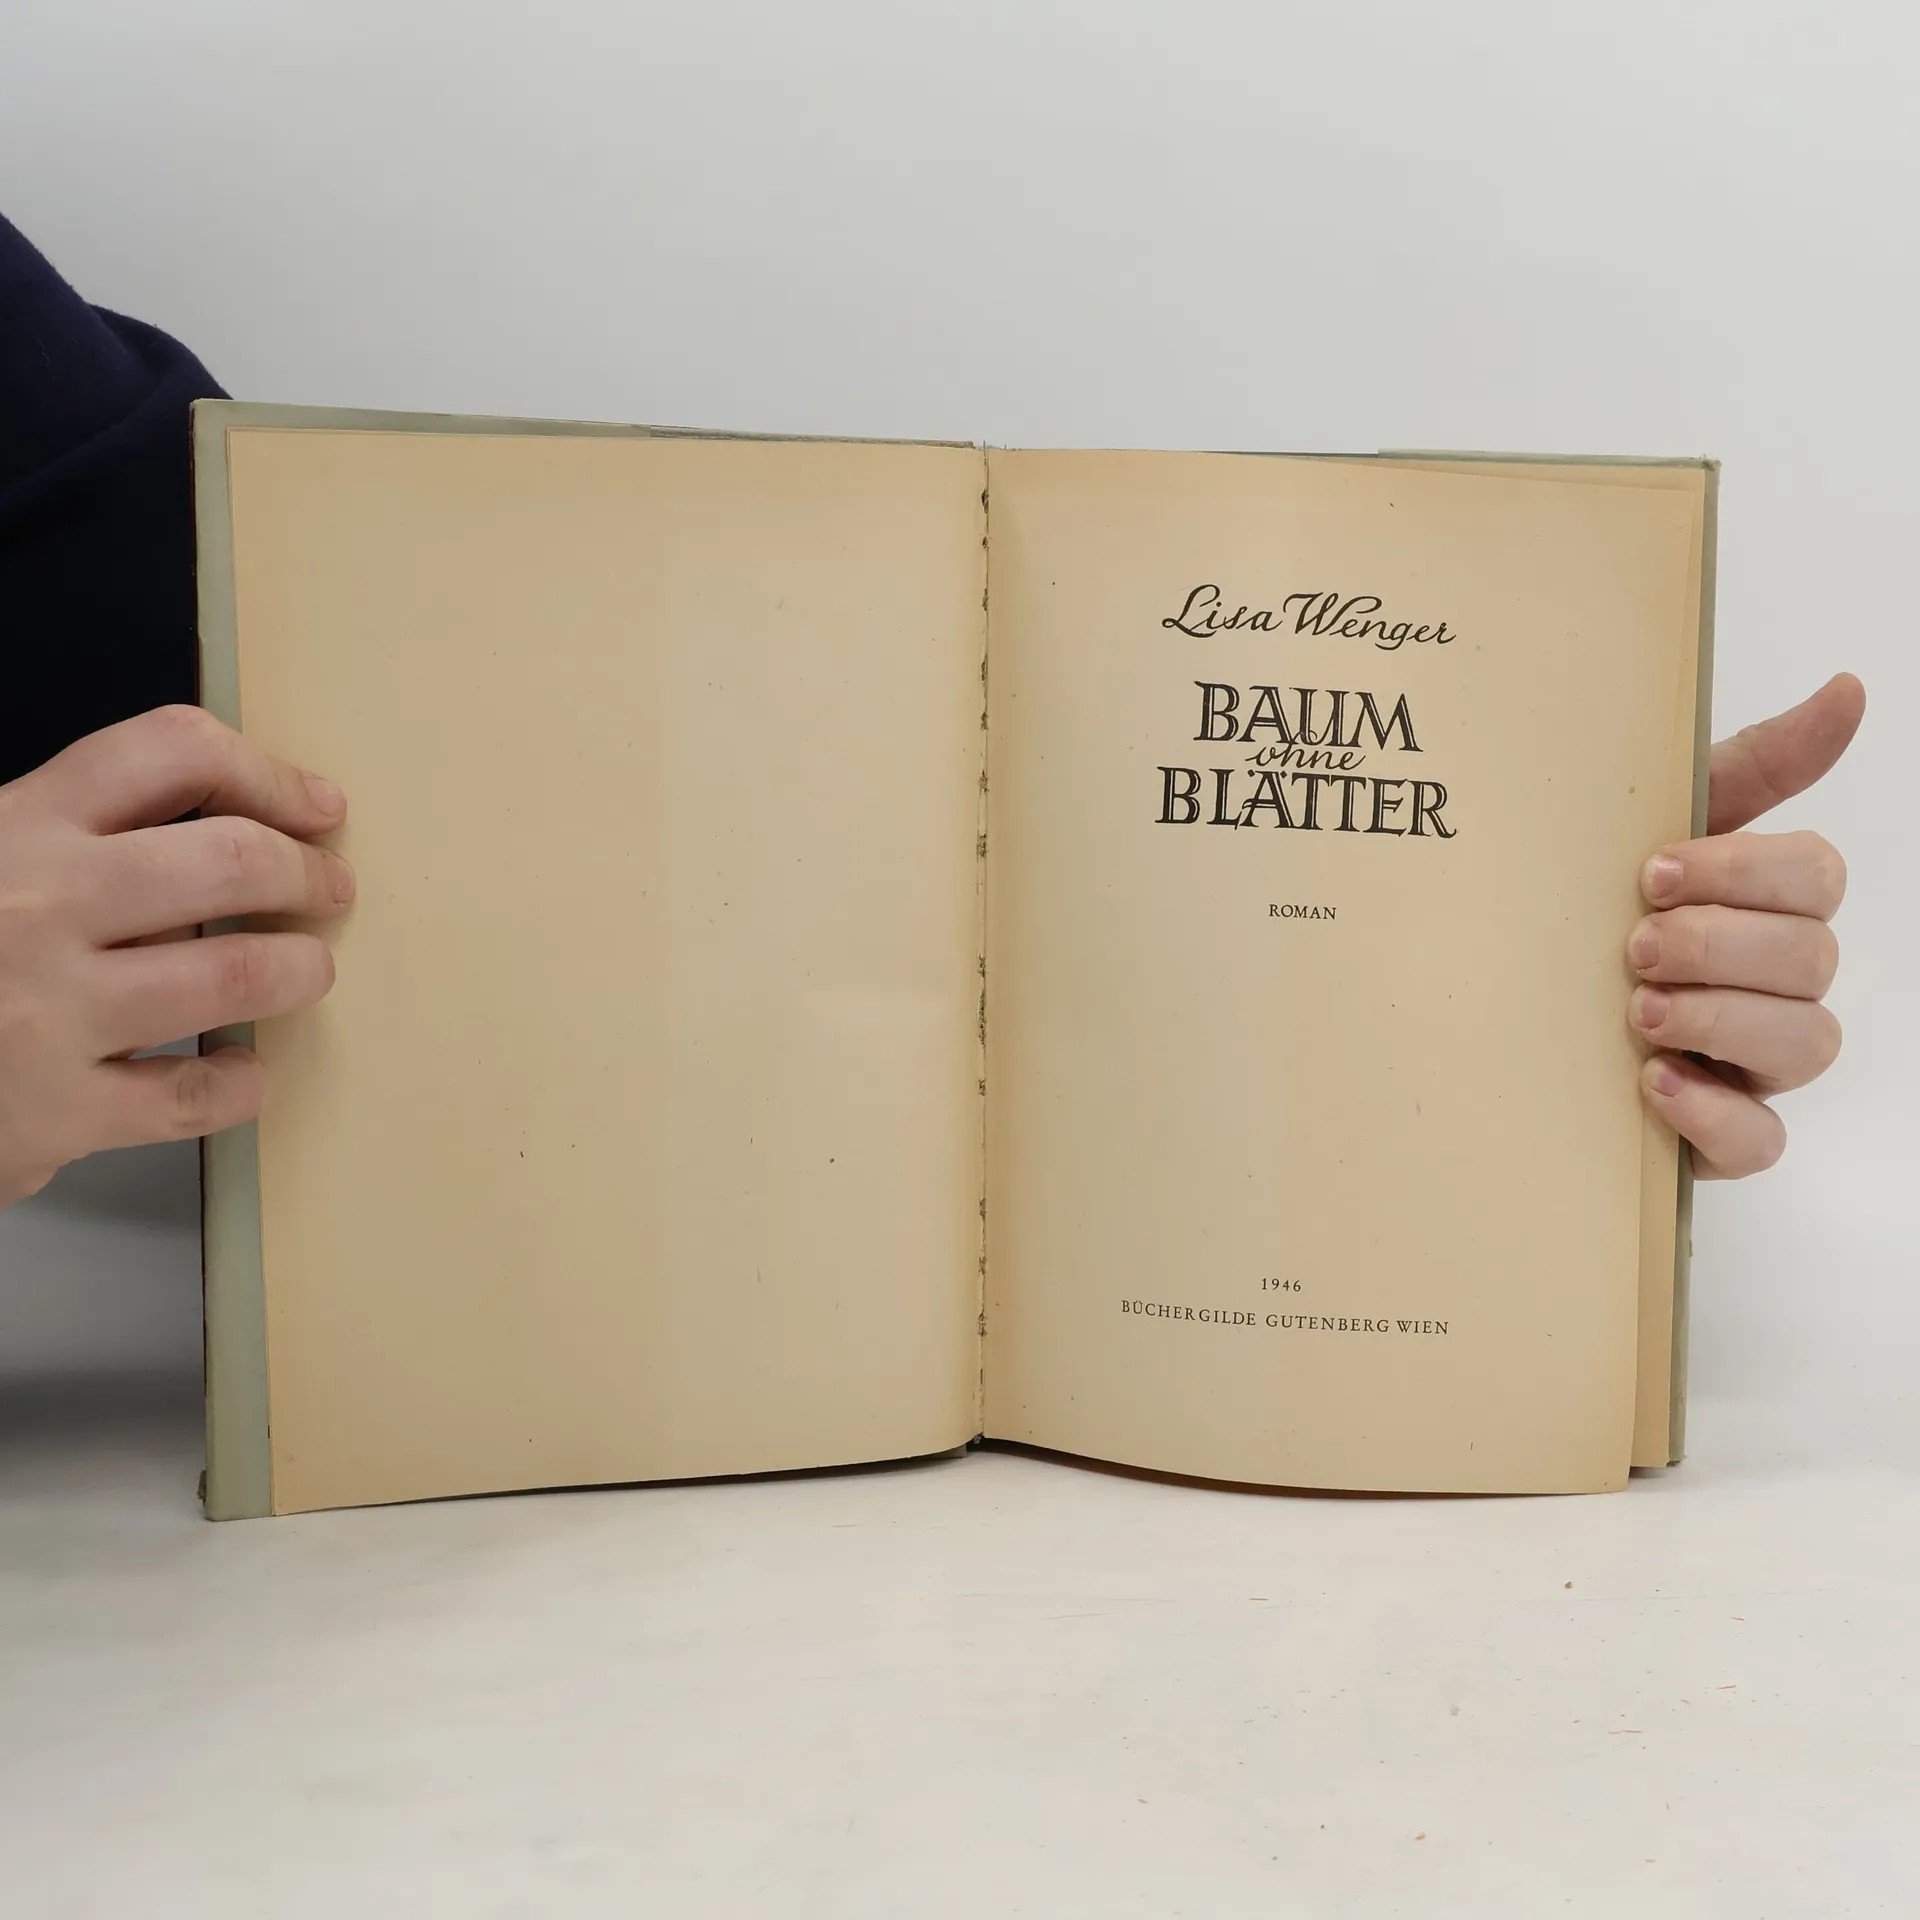 Lisa Wenger
BAUM
ohne
BLÄTTER
ROMAN
1946
BÜCHERGILDE GUTENBERG WIEN